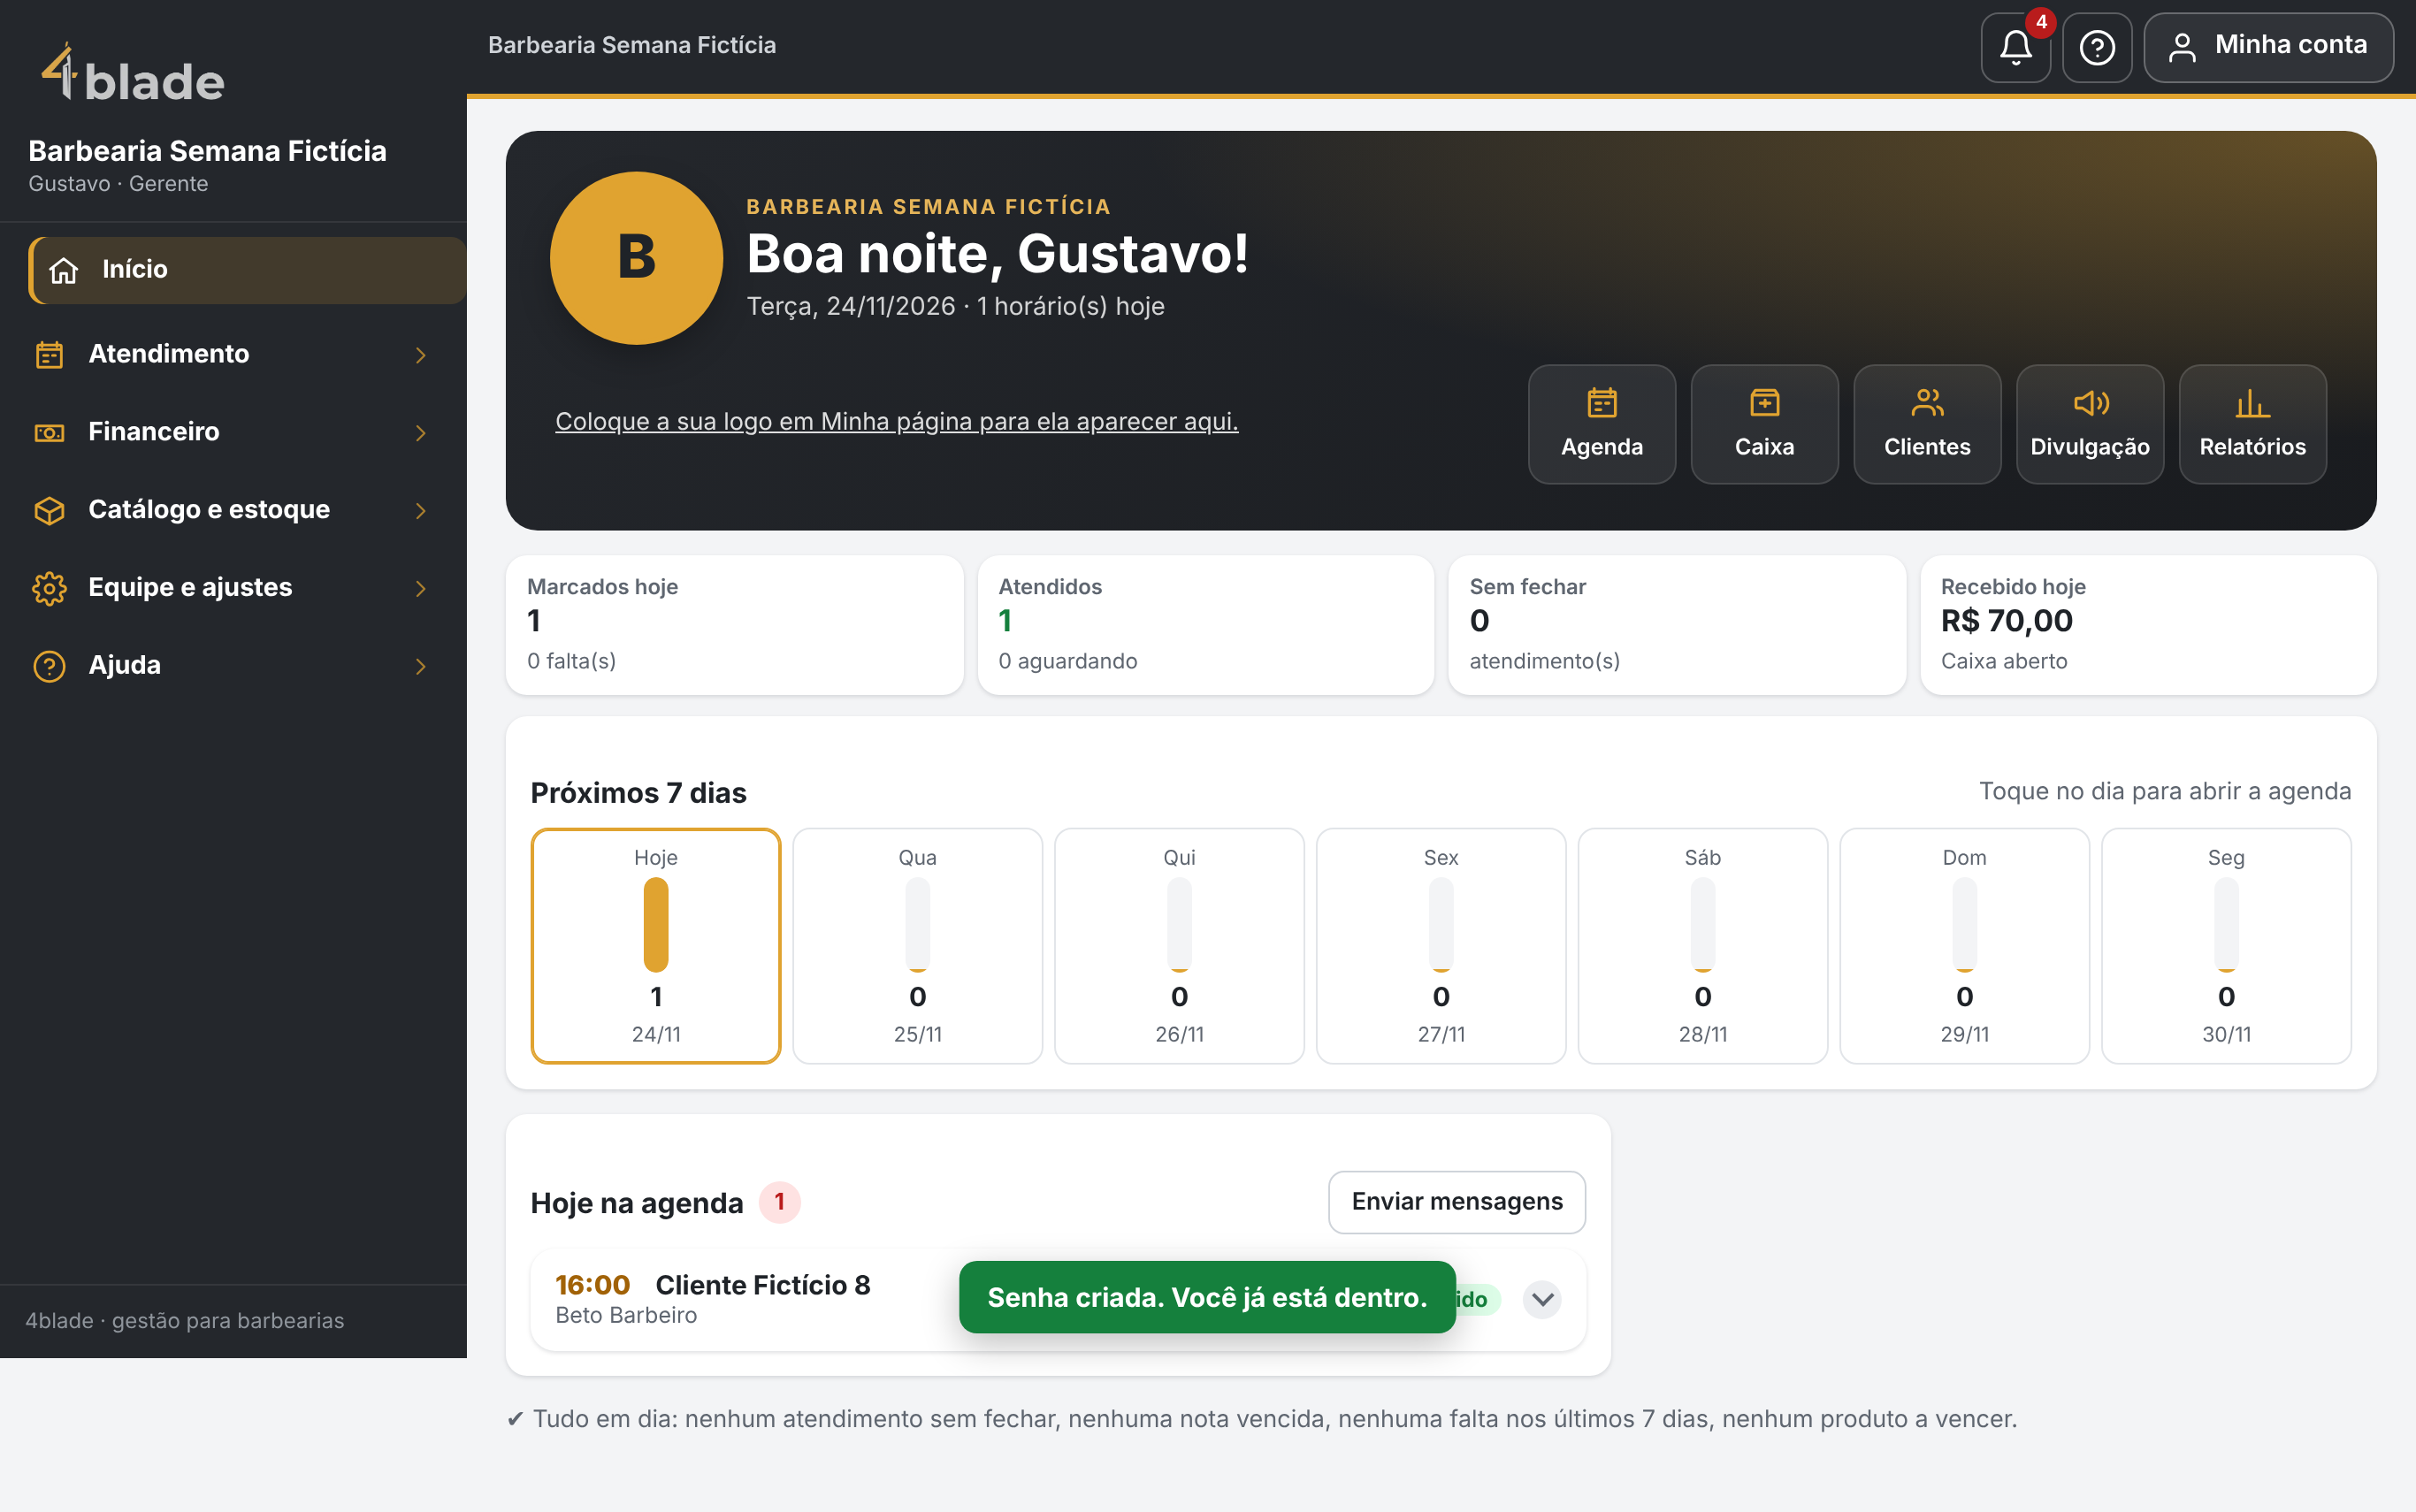 4blade
Barbearia Semana Fictícia
Gustavo · Gerente
Início
Atendimento
Financeiro
Catálogo e estoque
Equipe e ajustes
Ajuda
4blade · gestão para barbearias
Barbearia Semana Fictícia
4
Minha conta
B
BARBEARIA SEMANA FICTÍCIA
Boa noite, Gustavo!
Terça, 24/11/2026 · 1 horário(s) hoje
Coloque a sua logo em Minha página para ela aparecer aqui.
Agenda
Caixa
Clientes
Divulgação
Relatórios
Marcados hoje
1
0 falta(s)
Atendidos
1
0 aguardando
Sem fechar
0
atendimento(s)
Recebido hoje
R$ 70,00
Caixa aberto
Próximos 7 dias
Toque no dia para abrir a agenda
Hoje
1
24/11
Qua
0
25/11
Qui
0
26/11
Sex
0
27/11
Sáb
0
28/11
Dom
0
29/11
Seg
0
30/11
Hoje na agenda 1
Enviar mensagens
16:00 Cliente Fictício 8
Beto Barbeiro
Senha criada. Você já está dentro.
ido
✔ Tudo em dia: nenhum atendimento sem fechar, nenhuma nota vencida, nenhuma falta nos últimos 7 dias, nenhum produto a vencer.